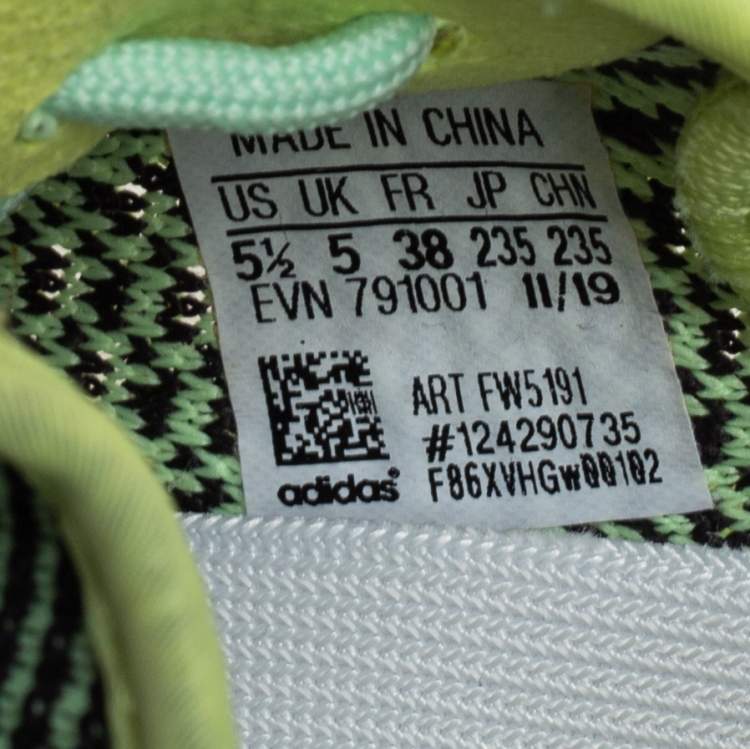 MADE IN CHINA
US UK FR JP CHN
5½ 5 38 235 235
EVN 791001 11/19
ART FW5191
#124290735
adidas® F86XVHGw00102